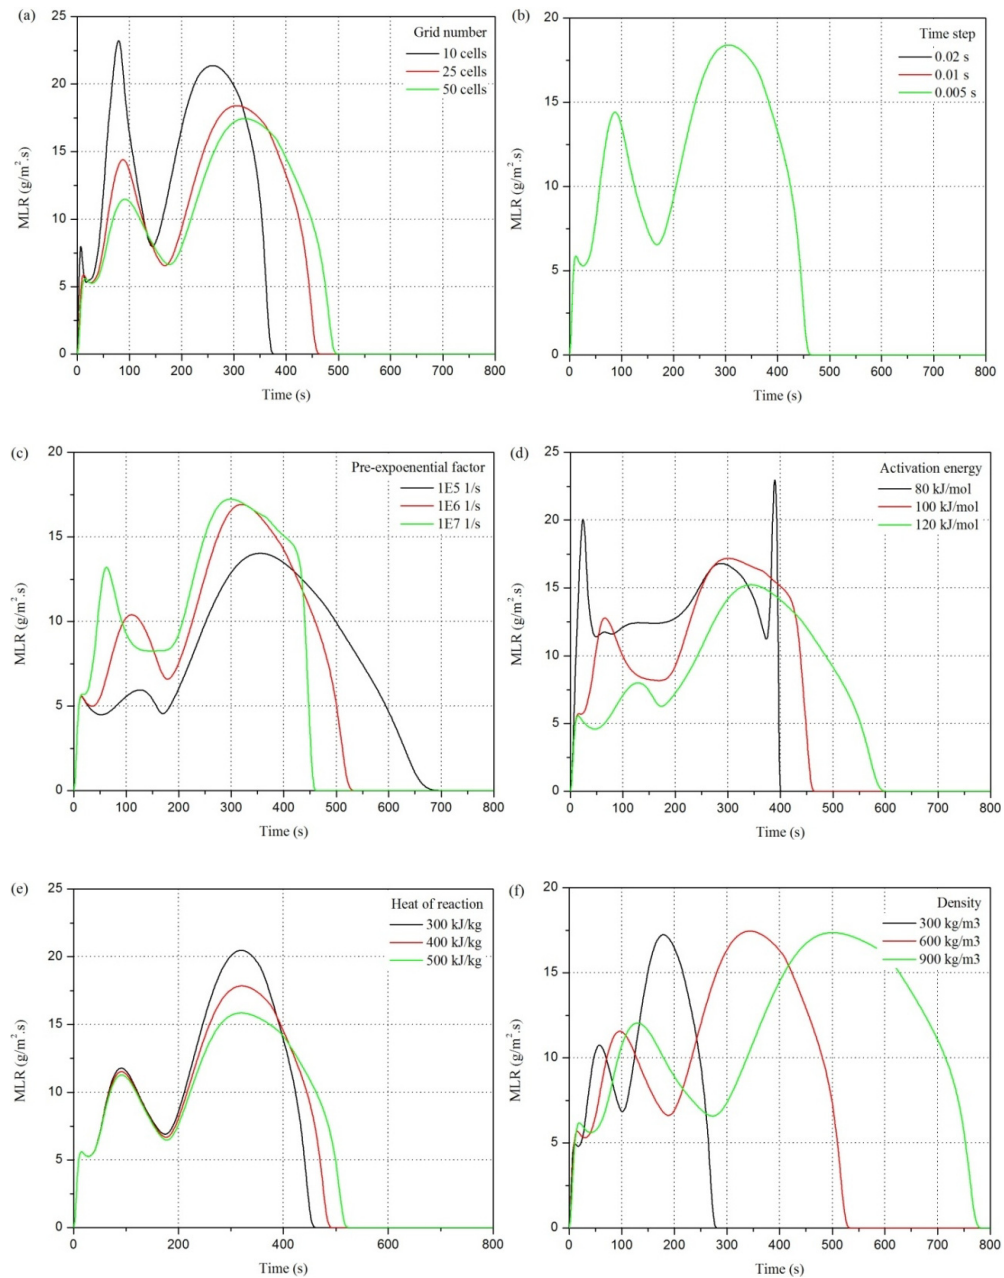 (a)
Grid number
10 cells
25 cells
50 cells
25
20
15
10
5
0
MLR (g/m².s)
0 100 200 300 400 500 600 700 800
Time (s)
(b)
Time step
0.02 s
0.01 s
0.005 s
20
15
10
5
0
MLR (g/m².s)
0 100 200 300 400 500 600 700 800
Time (s)
(c)
Pre-expoenential factor
1E5 1/s
1E6 1/s
1E7 1/s
20
15
10
5
0
MLR (g/m².s)
0 100 200 300 400 500 600 700 800
Time (s)
(d)
Activation energy
80 kJ/mol
100 kJ/mol
120 kJ/mol
25
20
15
10
5
0
MLR (g/m².s)
0 100 200 300 400 500 600 700 800
Time (s)
(e)
Heat of reaction
300 kJ/kg
400 kJ/kg
500 kJ/kg
25
20
15
10
5
0
MLR (g/m².s)
0 200 400 600 800
Time (s)
(f)
Density
300 kg/m3
600 kg/m3
900 kg/m3
20
15
10
5
0
MLR (g/m².s)
0 100 200 300 400 500 600 700 800
Time (s)